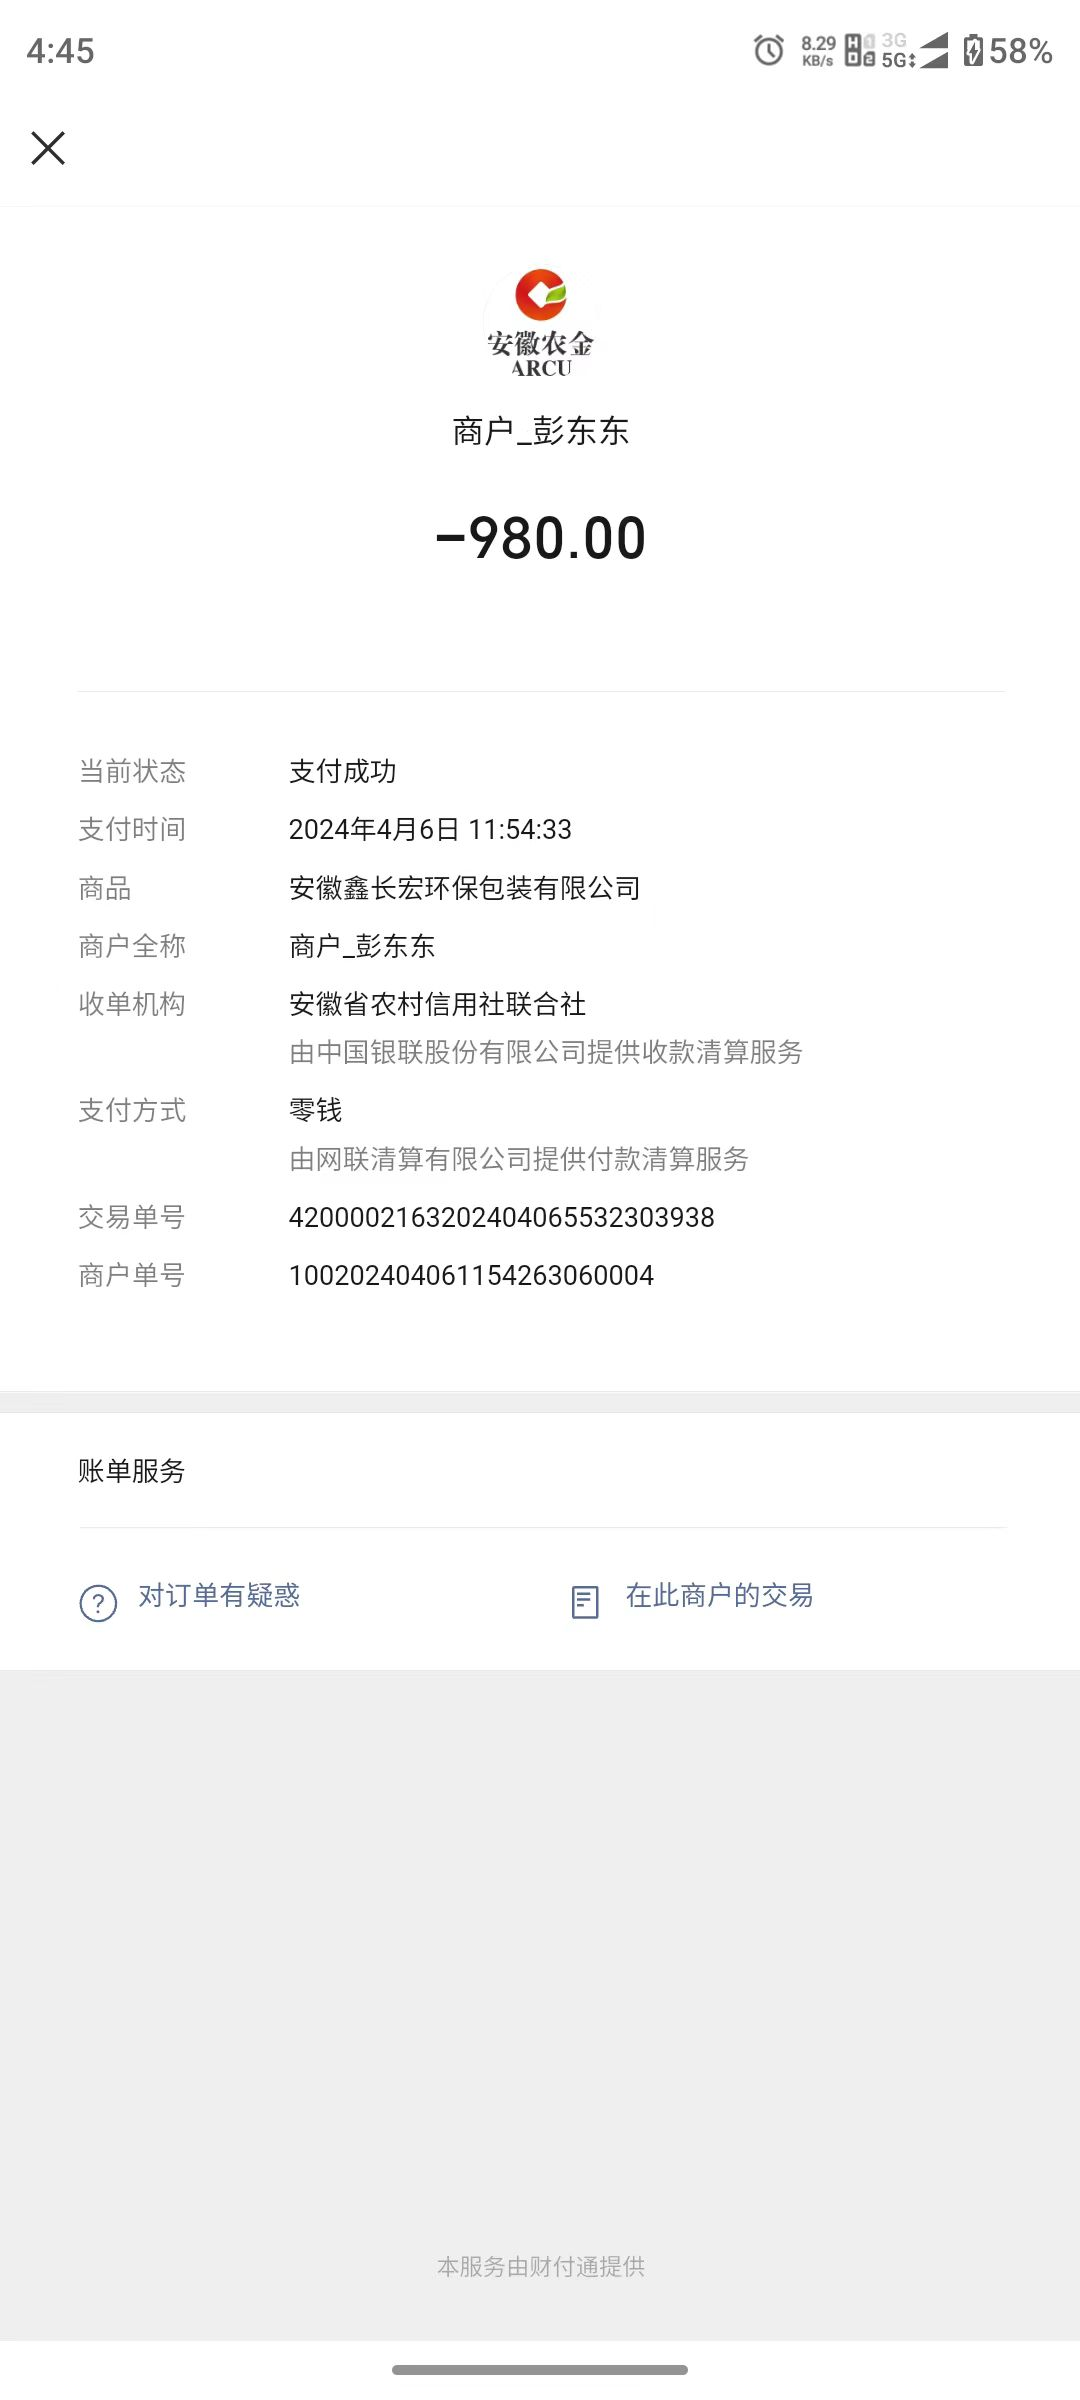 4:45
8.29 KB/s HD 1 2 3G 5G 58%
安徽农金
ARCU
商户_彭东东
-980.00
当前状态 支付成功
支付时间 2024年4月6日 11:54:33
商品 安徽鑫长宏环保包装有限公司
商户全称 商户_彭东东
收单机构 安徽省农村信用社联合社
由中国银联股份有限公司提供收款清算服务
支付方式 零钱
由网联清算有限公司提供付款清算服务
交易单号 4200002163202404065532303938
商户单号 100202404061154263060004
账单服务
对订单有疑惑 在此商户的交易
本服务由财付通提供